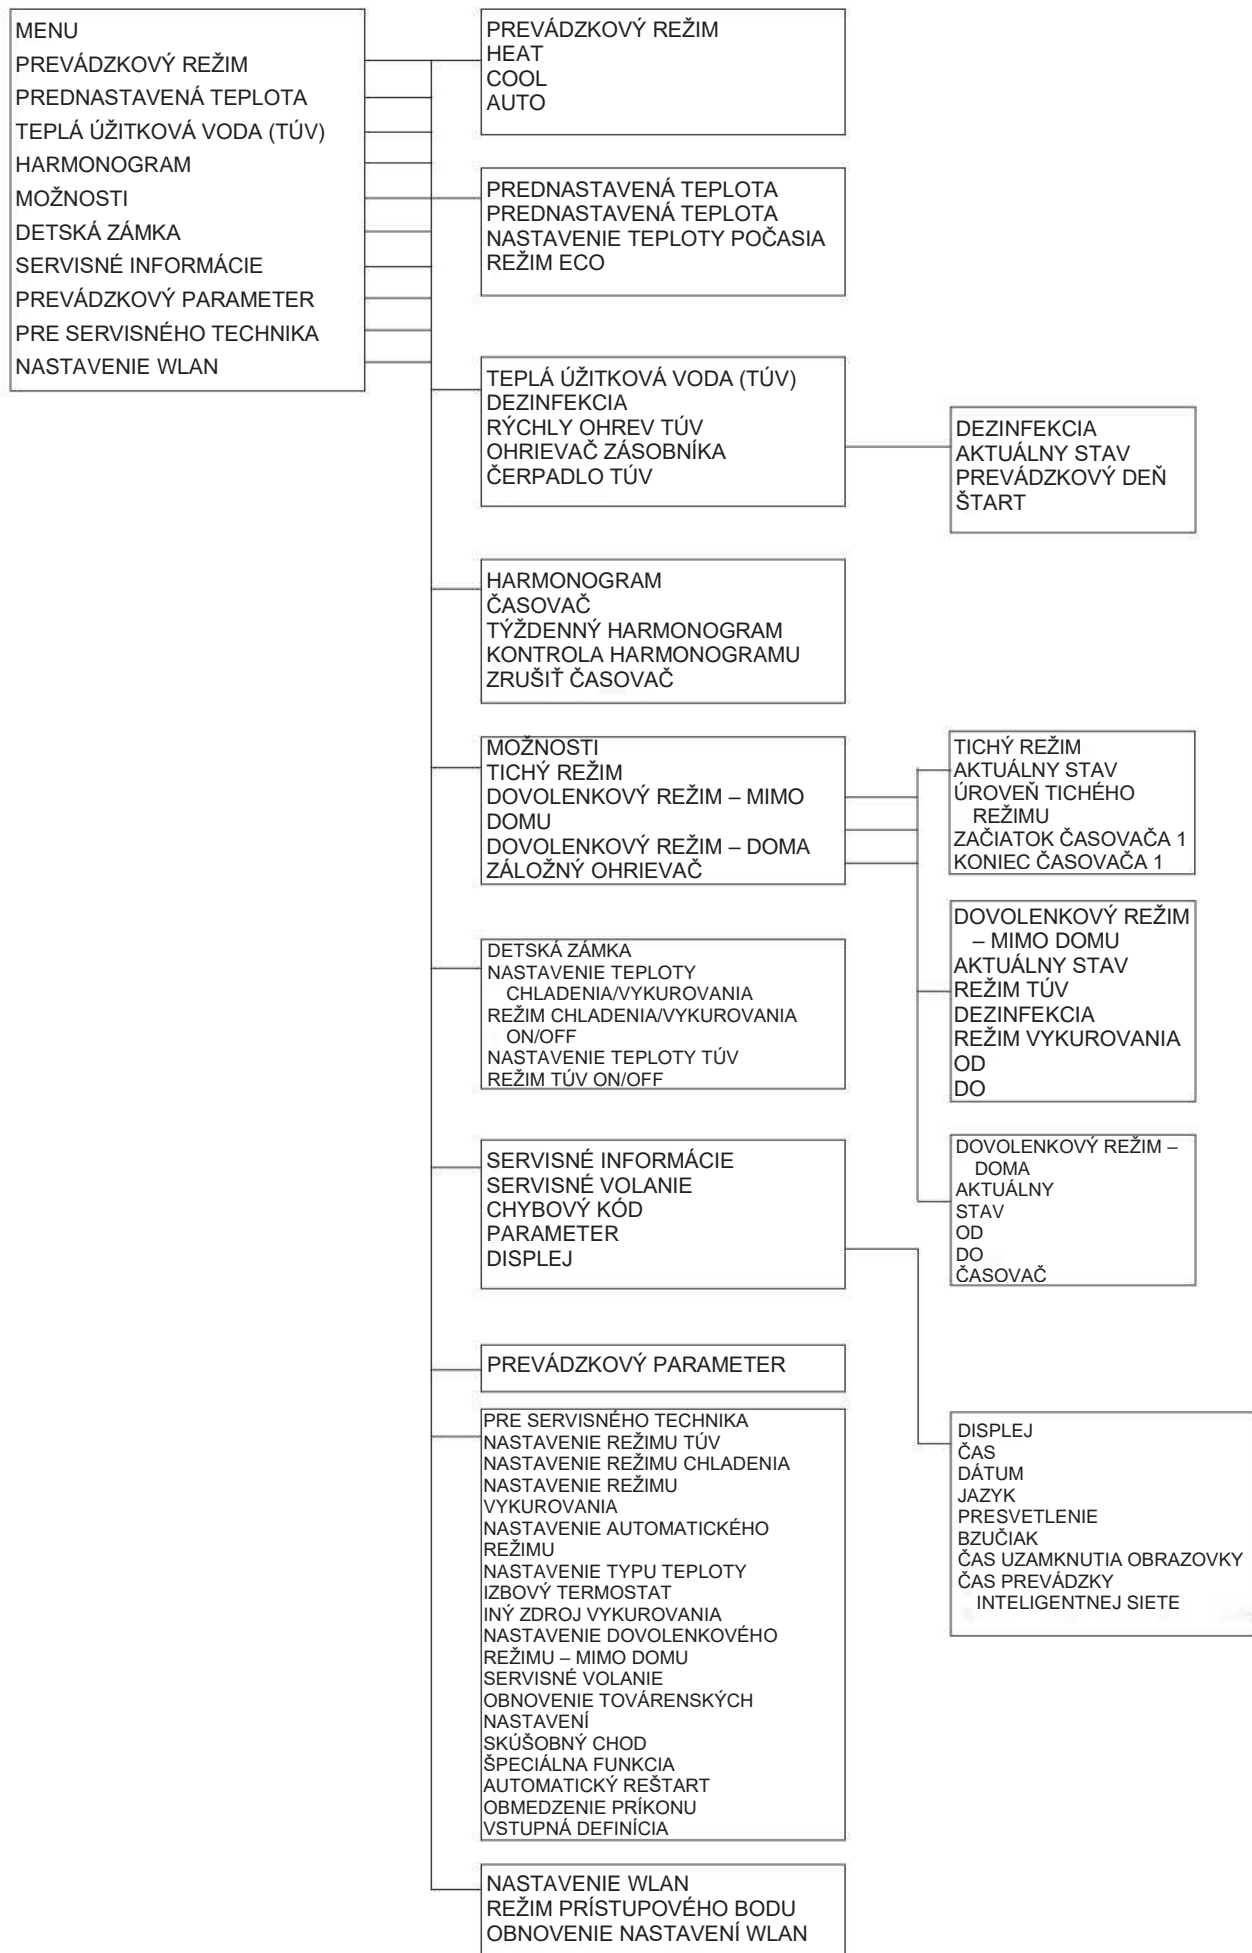 MENU
PREVÁDZKOVÝ REŽIM
PREDNASTAVENÁ TEPLOTA
TEPLÁ ÚŽITKOVÁ VODA (TÚV)
HARMONOGRAM
MOŽNOSTI
DETSKÁ ZÁMKA
SERVISNÉ INFORMÁCIE
PREVÁDZKOVÝ PARAMETER
PRE SERVISNÉHO TECHNIKA
NASTAVENIE WLAN
PREVÁDZKOVÝ REŽIM
HEAT
COOL
AUTO
PREDNASTAVENÁ TEPLOTA
PREDNASTAVENÁ TEPLOTA
NASTAVENIE TEPLOTY POČASIA
REŽIM ECO
TEPLÁ ÚŽITKOVÁ VODA (TÚV)
DEZINFEKCIA
RÝCHLY OHREV TÚV
OHRIEVAČ ZÁSOBNÍKA
ČERPADLO TÚV
DEZINFEKCIA
AKTUÁLNY STAV
PREVÁDZKOVÝ DEŇ
ŠTART
HARMONOGRAM
ČASOVAČ
TÝŽDENNÝ HARMONOGRAM
KONTROLA HARMONOGRAMU
ZRUŠIŤ ČASOVAČ
MOŽNOSTI
TICHÝ REŽIM
DOVOLENKOVÝ REŽIM – MIMO
DOMU
DOVOLENKOVÝ REŽIM – DOMA
ZÁLOŽNÝ OHRIEVAČ
TICHÝ REŽIM
AKTUÁLNY STAV
ÚROVEŇ TICHÉHO
REŽIMU
ZAČIATOK ČASOVAČA 1
KONIEC ČASOVAČA 1
DOVOLENKOVÝ REŽIM
– MIMO DOMU
AKTUÁLNY STAV
REŽIM TÚV
DEZINFEKCIA
REŽIM VYKUROVANIA
OD
DO
DOVOLENKOVÝ REŽIM –
DOMA
AKTUÁLNY
STAV
OD
DO
ČASOVAČ
DETSKÁ ZÁMKA
NASTAVENIE TEPLOTY
CHLADENIA/VYKUROVANIA
REŽIM CHLADENIA/VYKUROVANIA
ON/OFF
NASTAVENIE TEPLOTY TÚV
REŽIM TÚV ON/OFF
SERVISNÉ INFORMÁCIE
SERVISNÉ VOLANIE
CHYBOVÝ KÓD
PARAMETER
DISPLEJ
DISPLEJ
ČAS
DÁTUM
JAZYK
PRESVETLENIE
BZUČIAK
ČAS UZAMKNUTIA OBRAZOVKY
ČAS PREVÁDZKY
INTELIGENTNEJ SIETE
PREVÁDZKOVÝ PARAMETER
PRE SERVISNÉHO TECHNIKA
NASTAVENIE REŽIMU TÚV
NASTAVENIE REŽIMU CHLADENIA
NASTAVENIE REŽIMU
VYKUROVANIA
NASTAVENIE AUTOMATICKÉHO
REŽIMU
NASTAVENIE TYPU TEPLOTY
IZBOVÝ TERMOSTAT
INÝ ZDROJ VYKUROVANIA
NASTAVENIE DOVOLENKOVÉHO
REŽIMU – MIMO DOMU
SERVISNÉ VOLANIE
OBNOVENIE TOVÁRENSKÝCH
NASTAVENÍ
SKÚŠOBNÝ CHOD
ŠPECIÁLNA FUNKCIA
AUTOMATICKÝ REŠTART
OBMEDZENIE PRÍKONU
VSTUPNÁ DEFINÍCIA
NASTAVENIE WLAN
REŽIM PRÍSTUPOVÉHO BODU
OBNOVENIE NASTAVENÍ WLAN